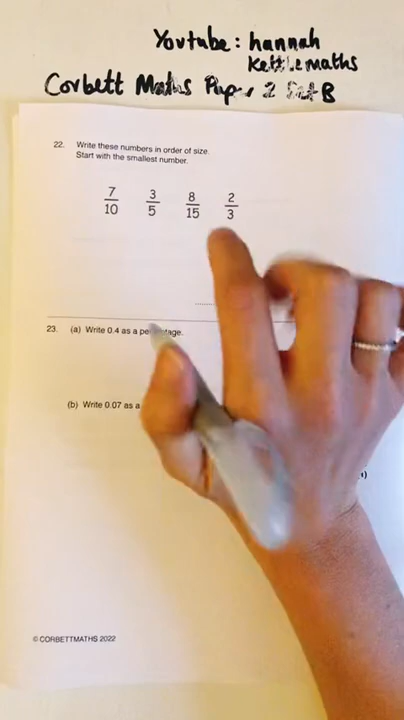 Youtube: hannah
Kettlemaths
Corbett Maths Paper 2 Set B
22. Write these numbers in order of size.
Start with the smallest number.
7/10 3/5 8/15 2/3
23. (a) Write 0.4 as a percentage.
(b) Write 0.07 as a
© CORBETTMATHS 2022